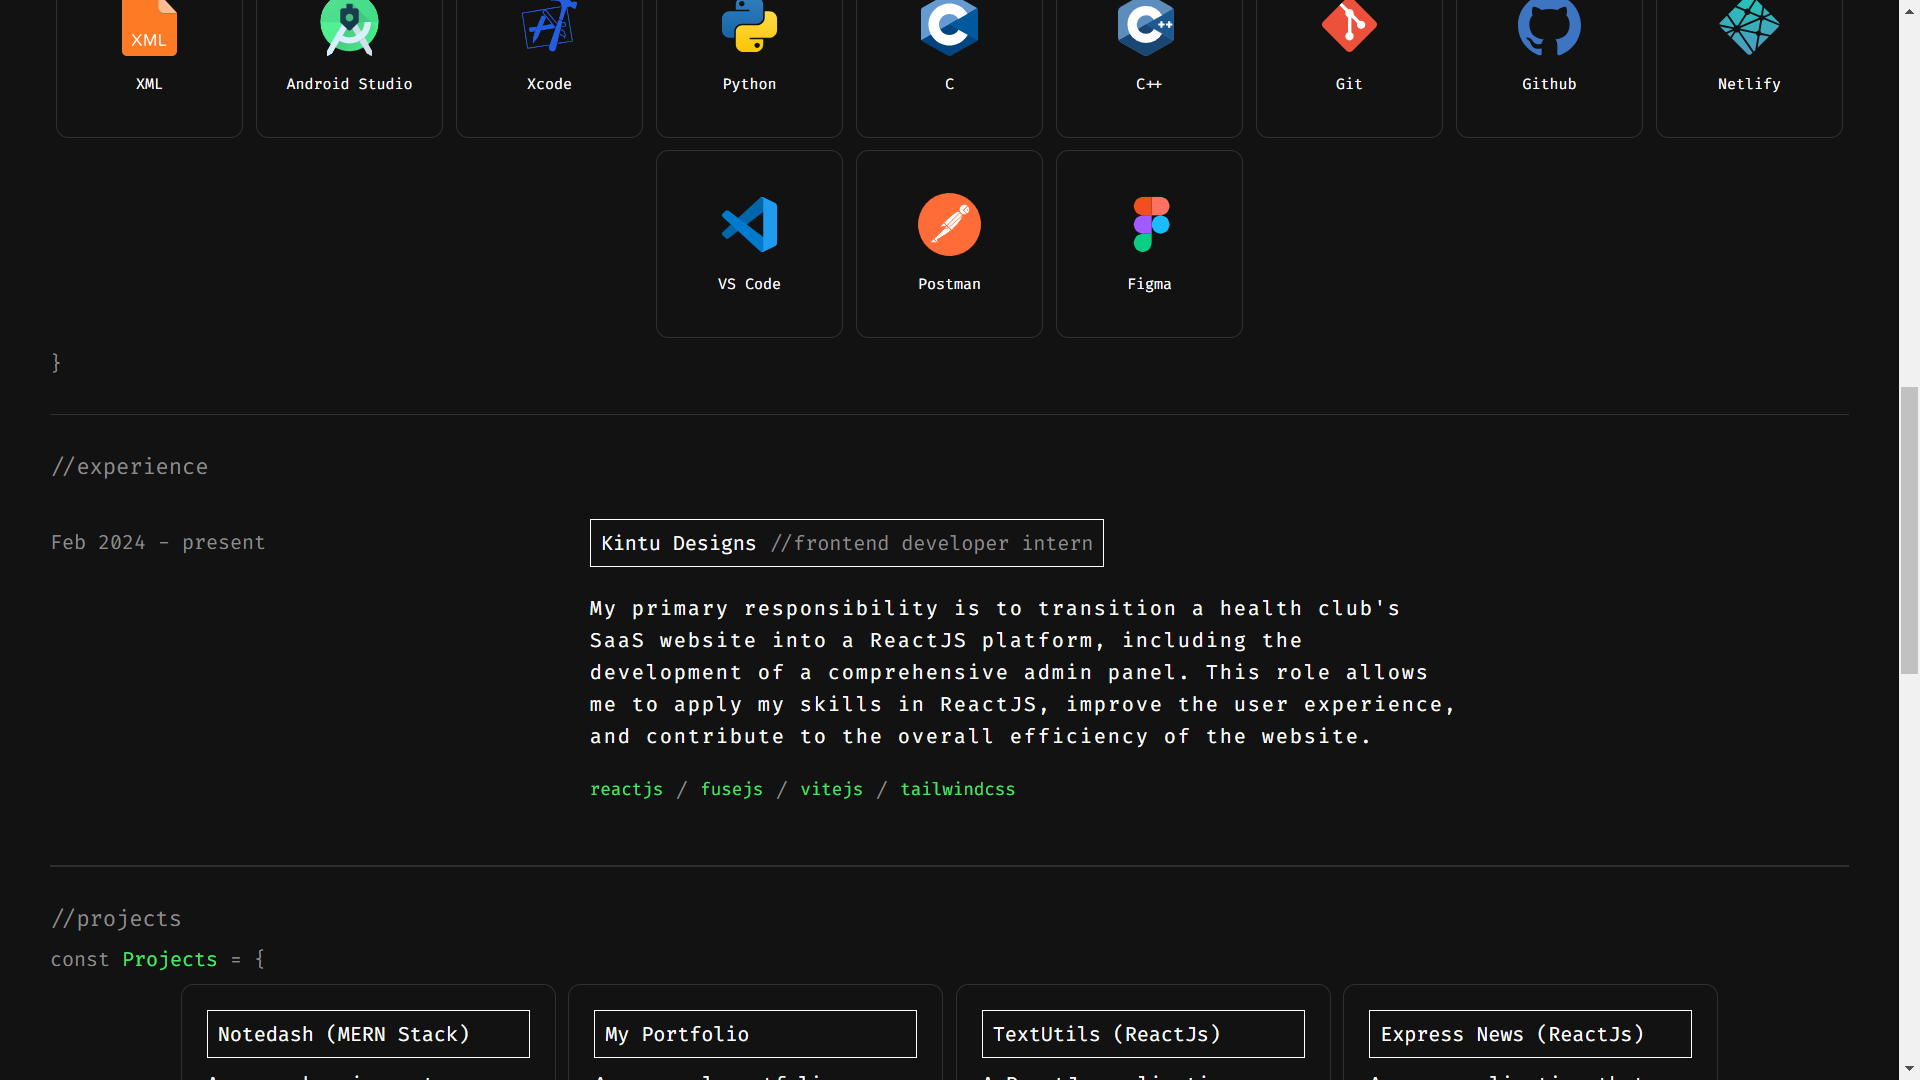 XML
XML
Android Studio
Xcode
Python
C
C++
Git
Github
Netlify
VS Code
Postman
Figma
}
//experience
Feb 2024 - present
Kintu Designs //frontend developer intern
My primary responsibility is to transition a health club's
SaaS website into a ReactJS platform, including the
development of a comprehensive admin panel. This role allows
me to apply my skills in ReactJS, improve the user experience,
and contribute to the overall efficiency of the website.
reactjs / fusejs / vitejs / tailwindcss
//projects
const Projects = {
Notedash (MERN Stack)
My Portfolio
TextUtils (ReactJs)
Express News (ReactJs)